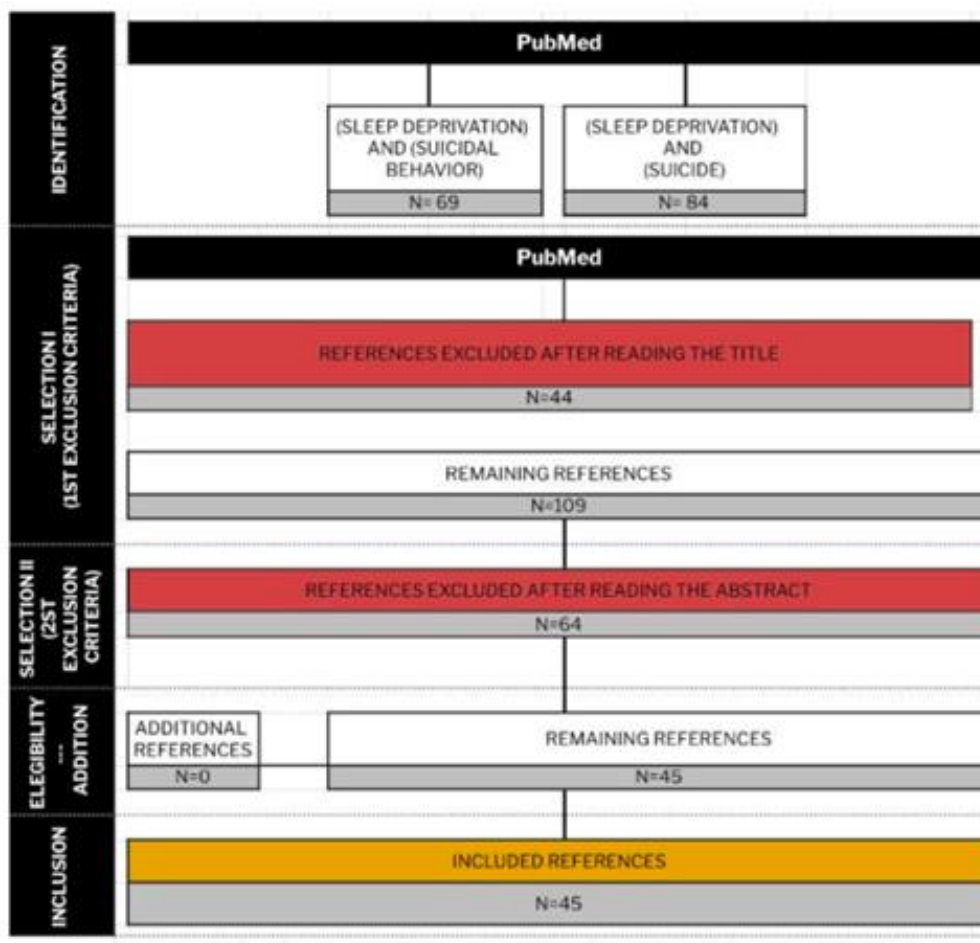 IDENTIFICATION
PubMed
(SLEEP DEPRIVATION)
AND (SUICIDAL
BEHAVIOR)
N= 69
(SLEEP DEPRIVATION)
AND
(SUICIDE)
N= 84
SELECTION I
(1ST EXCLUSION CRITERIA)
PubMed
REFERENCES EXCLUDED AFTER READING THE TITLE
N=44
REMAINING REFERENCES
N=109
SELECTION II
(2ST
EXCLUSION
CRITERIA)
REFERENCES EXCLUDED AFTER READING THE ABSTRACT
N=64
ELEGIBILITY
---
ADDITION
ADDITIONAL
REFERENCES
N=0
REMAINING REFERENCES
N=45
INCLUSION
INCLUDED REFERENCES
N=45